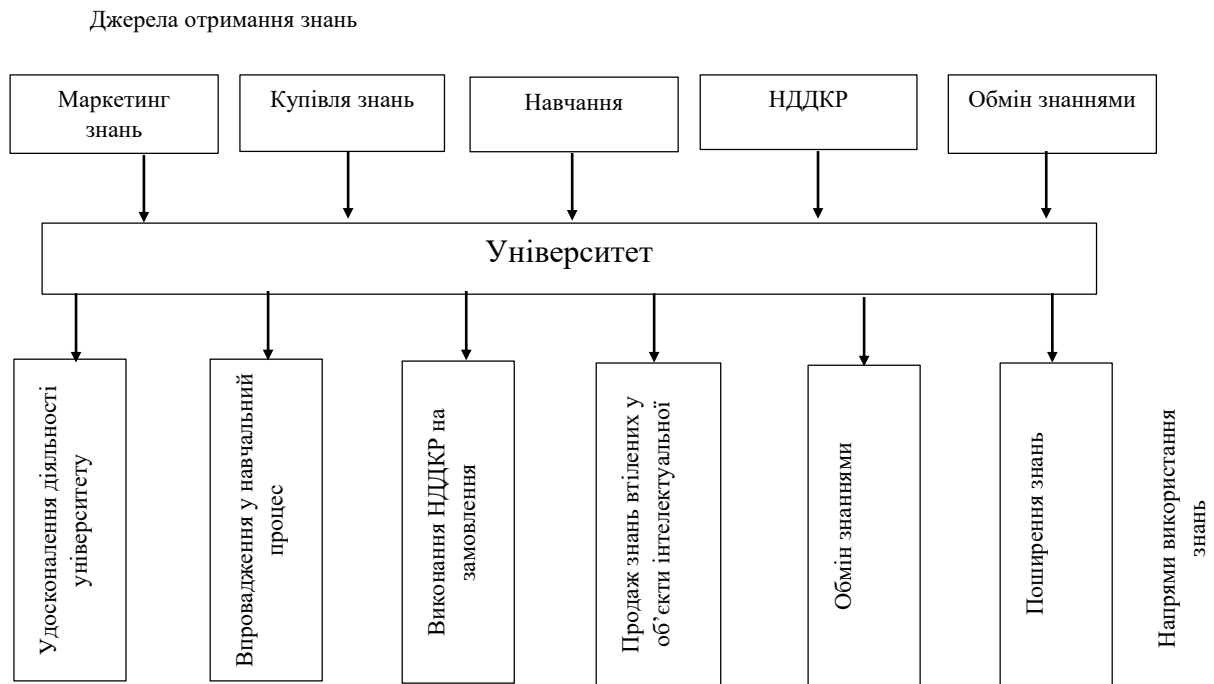 Джерела отримання знань
Маркетинг
знань
Купівля знань
Навчання
НДДКР
Обмін знаннями
Університет
Удосконалення діяльності
університету
Впровадження у навчальний
процес
Виконання НДДКР на
замовлення
Продаж знань втілених у
об’єкти інтелектуальної
Обмін знаннями
Поширення знань
Напрями використання
знань